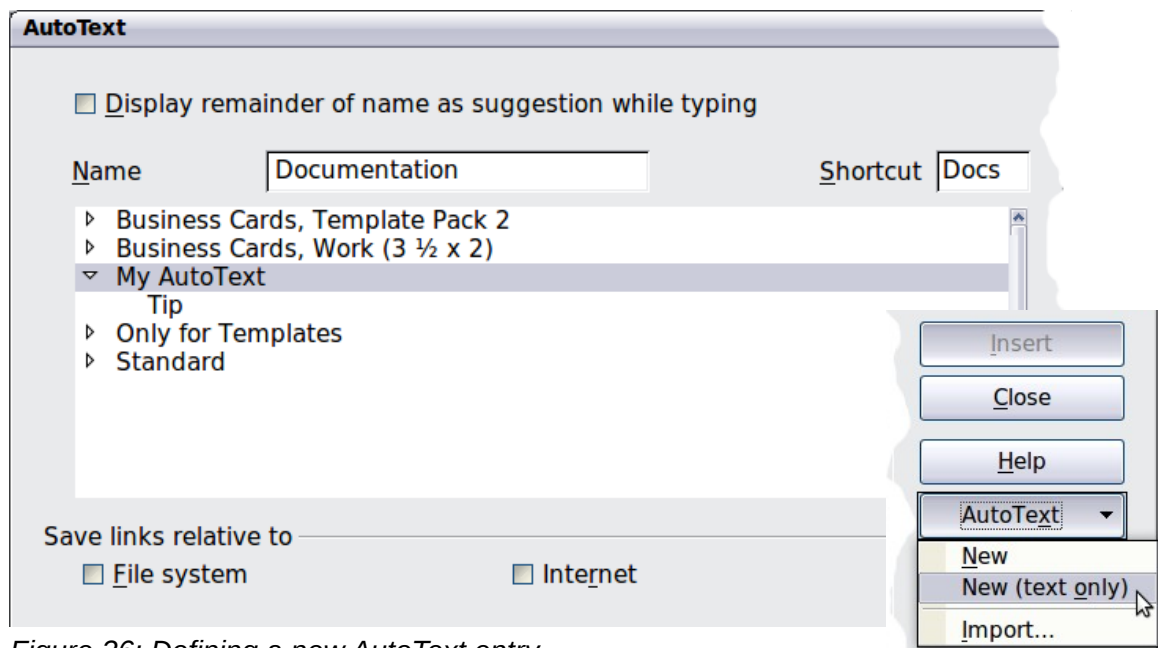 AutoText
Display remainder of name as suggestion while typing
Name Documentation Shortcut Docs
Business Cards, Template Pack 2
Business Cards, Work (3 ½ x 2)
My AutoText
Tip
Only for Templates
Standard
Insert
Close
Help
AutoText
New
New (text only)
Import...
Save links relative to
File system Internet
Figure 26: Defining a new AutoText entry